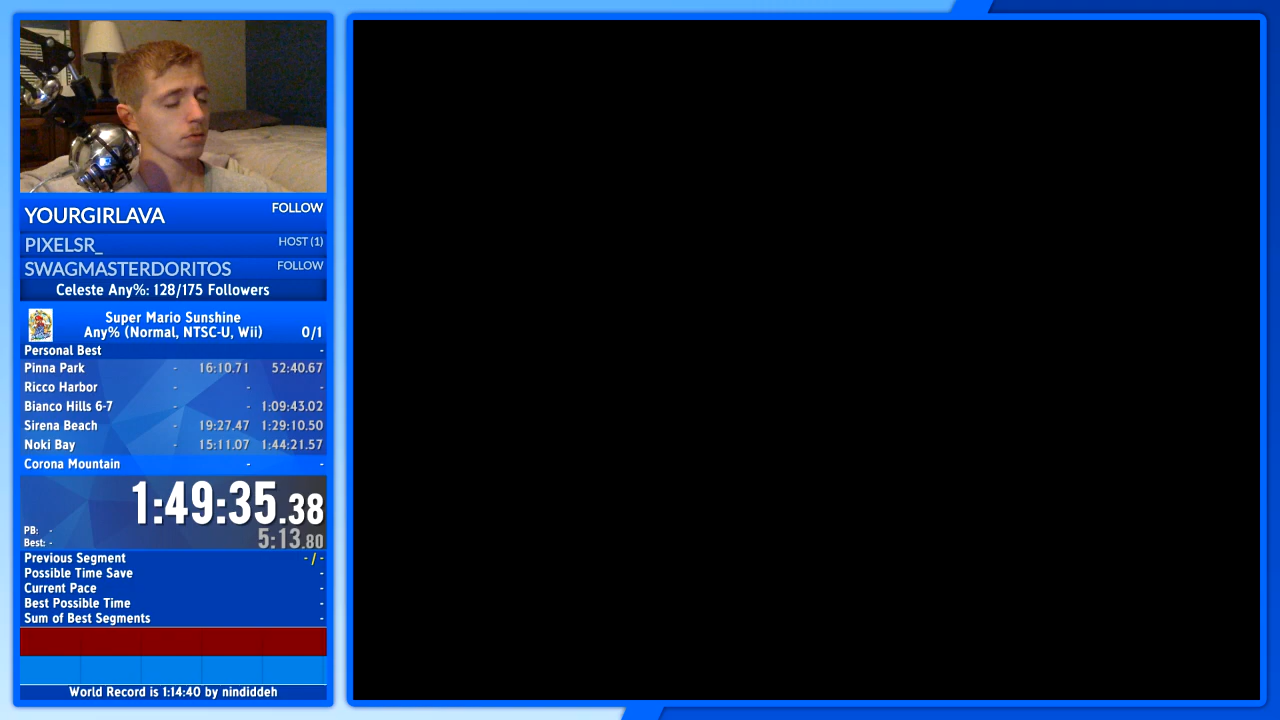 YOURGIRLAVA FOLLOW
PIXELSR_ HOST (1)
SWAGMASTERDORITOS FOLLOW
Celeste Any%: 128/175 Followers
Super Mario Sunshine
Any% (Normal, NTSC-U, Wii) 0/1
Personal Best -
Pinna Park - 16:10.71 52:40.67
Ricco Harbor - - -
Bianco Hills 6-7 - - 1:09:43.02
Sirena Beach - 19:27.47 1:29:10.50
Noki Bay - 15:11.07 1:44:21.57
Corona Mountain - -
1:49:35.38
PB: -
Best: - 5:13.80
Previous Segment - / -
Possible Time Save -
Current Pace -
Best Possible Time -
Sum of Best Segments -
World Record is 1:14:40 by nindiddeh